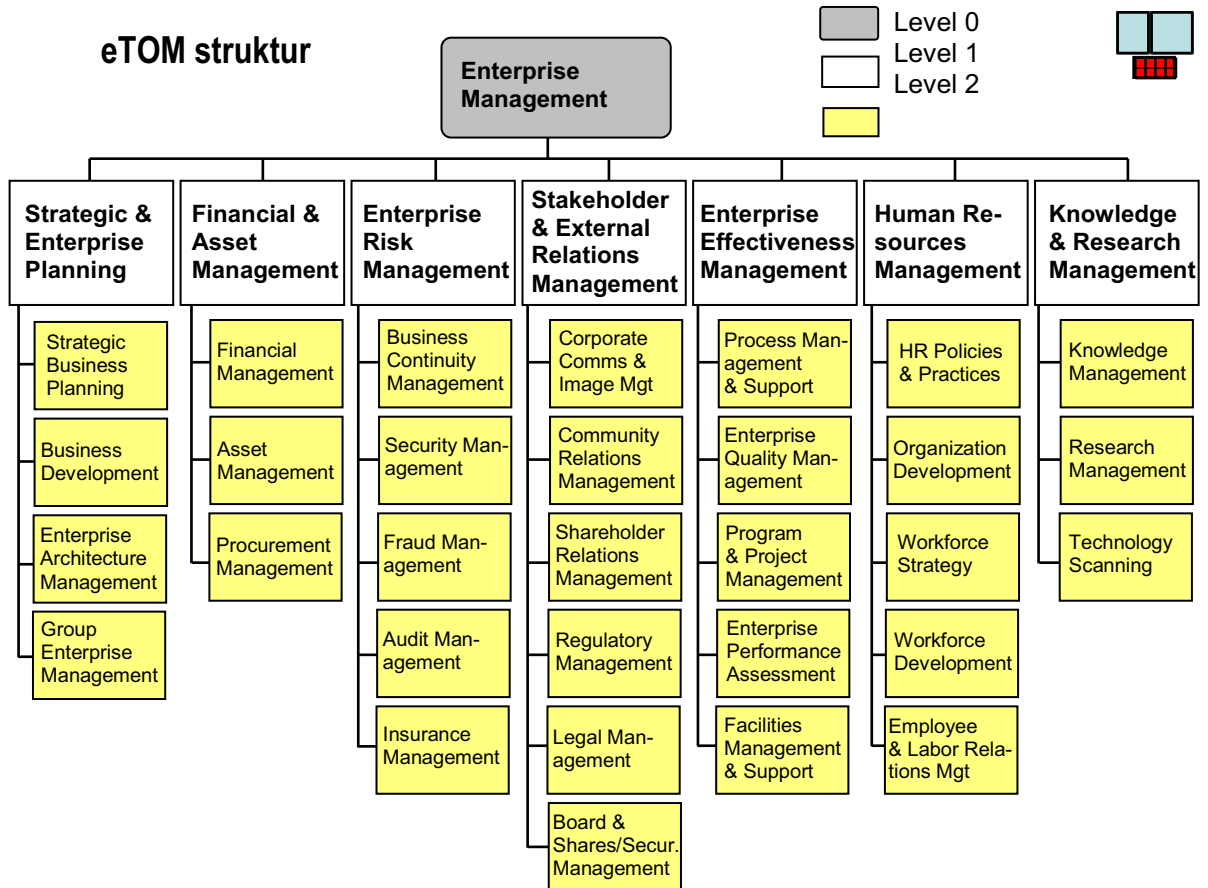 eTOM struktur
Level 0
Level 1
Level 2
Enterprise
Management
Strategic &
Enterprise
Planning
Strategic
Business
Planning
Business
Development
Enterprise
Architecture
Management
Group
Enterprise
Management
Financial &
Asset
Management
Financial
Management
Asset
Management
Procurement
Management
Enterprise
Risk
Management
Business
Continuity
Management
Security Man-
agement
Fraud Man-
agement
Audit Man-
agement
Insurance
Management
Stakeholder
& External
Relations
Management
Corporate
Comms &
Image Mgt
Community
Relations
Management
Shareholder
Relations
Management
Regulatory
Management
Legal Man-
agement
Board &
Shares/Secur.
Management
Enterprise
Effectiveness
Management
Process Man-
agement
& Support
Enterprise
Quality Man-
agement
Program
& Project
Management
Enterprise
Performance
Assessment
Facilities
Management
& Support
Human Re-
sources
Management
HR Policies
& Practices
Organization
Development
Workforce
Strategy
Workforce
Development
Employee
& Labor Rela-
tions Mgt
Knowledge
& Research
Management
Knowledge
Management
Research
Management
Technology
Scanning